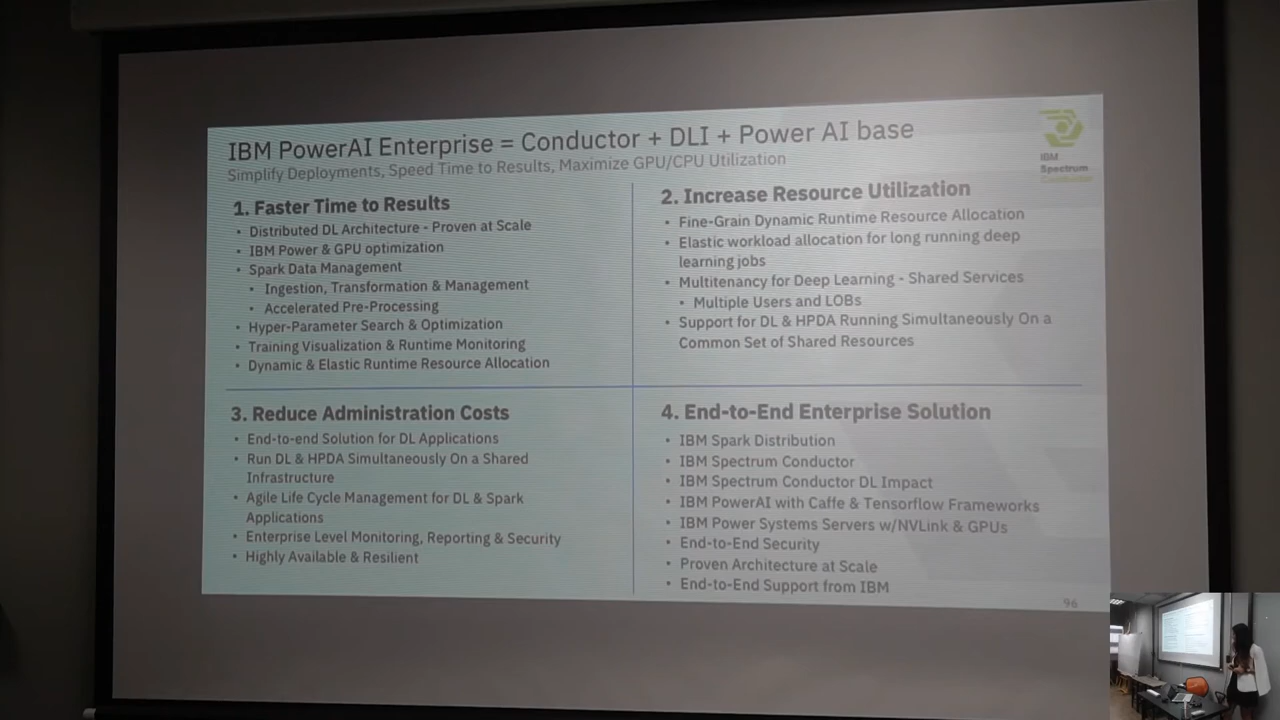 IBM PowerAI Enterprise = Conductor + DLI + Power AI base
Simplify Deployments, Speed Time to Results, Maximize GPU/CPU Utilization
IBM
Spectrum
Conductor
1. Faster Time to Results
• Distributed DL Architecture - Proven at Scale
• IBM Power & GPU optimization
• Spark Data Management
• Ingestion, Transformation & Management
• Accelerated Pre-Processing
• Hyper-Parameter Search & Optimization
• Training Visualization & Runtime Monitoring
• Dynamic & Elastic Runtime Resource Allocation
2. Increase Resource Utilization
• Fine-Grain Dynamic Runtime Resource Allocation
• Elastic workload allocation for long running deep
learning jobs
• Multitenancy for Deep Learning - Shared Services
• Multiple Users and LOBs
• Support for DL & HPDA Running Simultaneously On a
Common Set of Shared Resources
3. Reduce Administration Costs
• End-to-end Solution for DL Applications
• Run DL & HPDA Simultaneously On a Shared
Infrastructure
• Agile Life Cycle Management for DL & Spark
Applications
• Enterprise Level Monitoring, Reporting & Security
• Highly Available & Resilient
4. End-to-End Enterprise Solution
• IBM Spark Distribution
• IBM Spectrum Conductor
• IBM Spectrum Conductor DL Impact
• IBM PowerAI with Caffe & Tensorflow Frameworks
• IBM Power Systems Servers w/NVLink & GPUs
• End-to-End Security
• Proven Architecture at Scale
• End-to-End Support from IBM
96